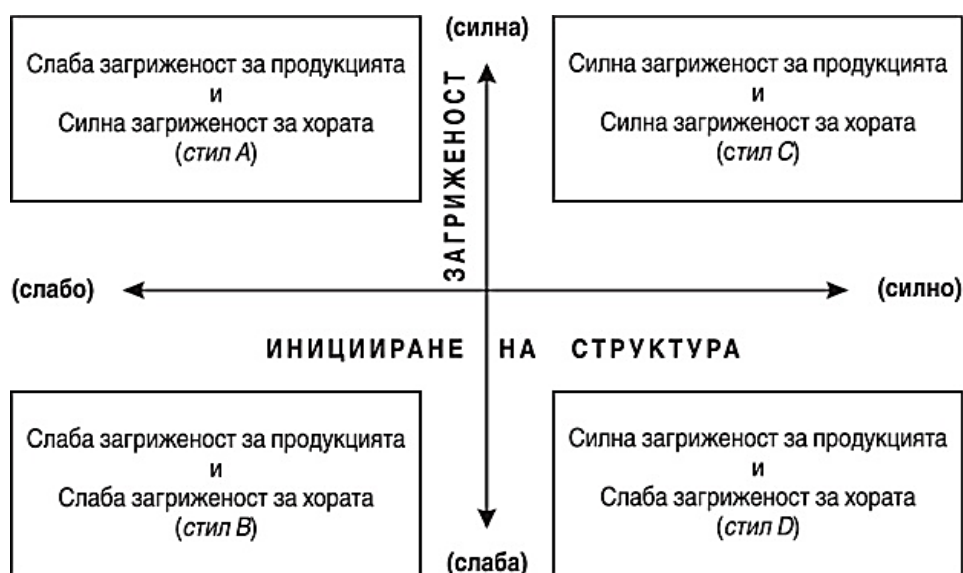 (силна)
Слаба загриженост за продукцията
и
Силна загриженост за хората
(стил A)
ЗАГРИЖЕНОСТ
Силна загриженост за продукцията
и
Силна загриженост за хората
(стил C)
(слабо)
(силно)
ИНИЦИИРАНЕ НА СТРУКТУРА
Слаба загриженост за продукцията
и
Слаба загриженост за хората
(стил B)
Силна загриженост за продукцията
и
Слаба загриженост за хората
(стил D)
(слаба)